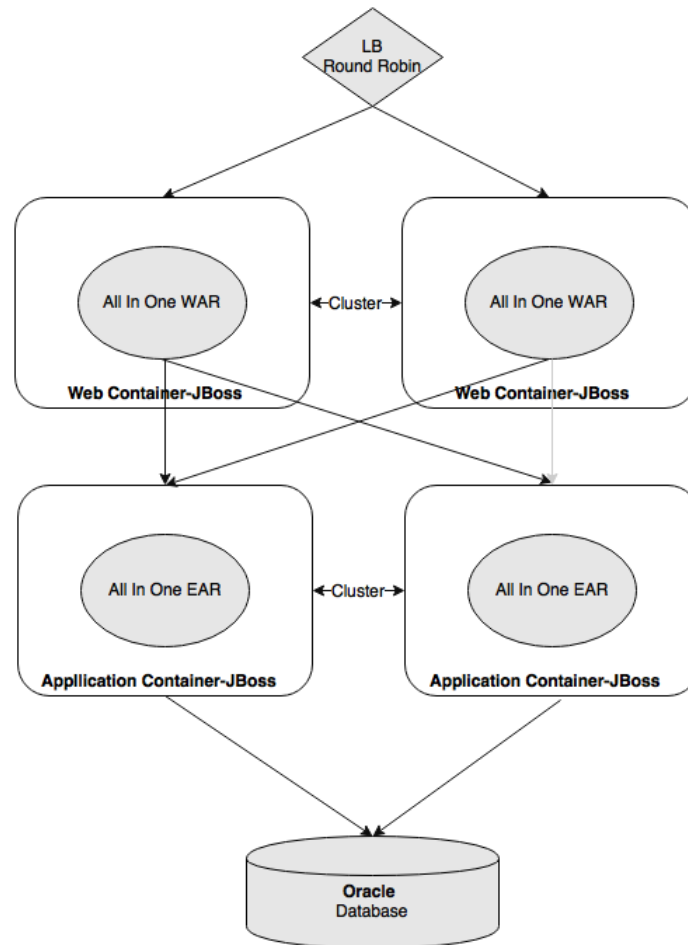 LB
Round Robin
All In One WAR
Cluster
All In One WAR
Web Container-JBoss
Web Container-JBoss
All In One EAR
Cluster
All In One EAR
Appllication Container-JBoss
Application Container-JBoss
Oracle
Database